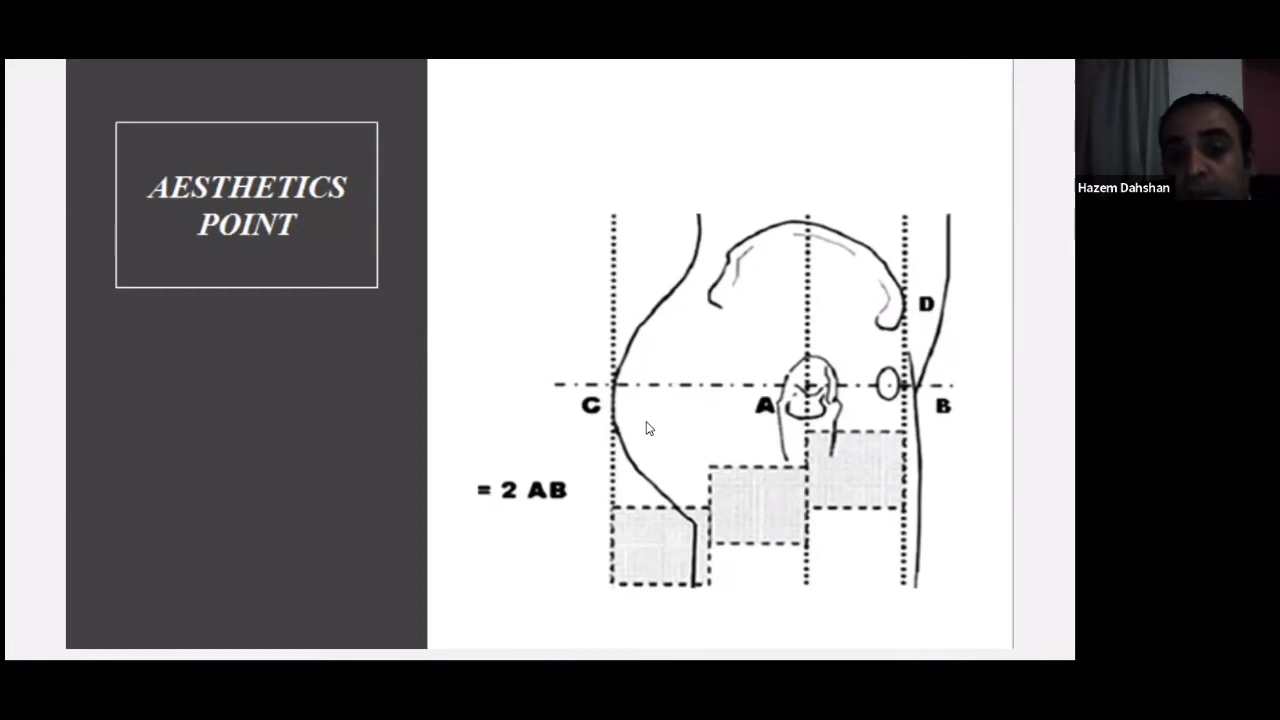 AESTHETICS
POINT
D
C
A
B
= 2 AB
Hazem Dahshan